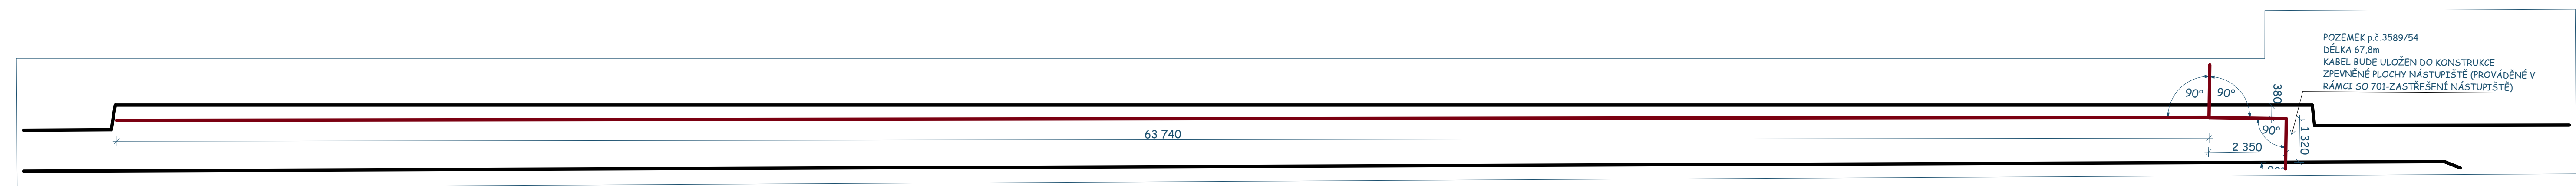 POZEMEK p.č.3589/54
DÉLKA 67,8m
KABEL BUDE ULOŽEN DO KONSTRUKCE
ZPEVNĚNÉ PLOCHY NÁSTUPIŠTĚ (PROVÁDĚNÉ V
RÁMCI SO 701-ZASTŘEŠENÍ NÁSTUPIŠTĚ)
90°
90°
380
63 740
90°
1 320
2 350